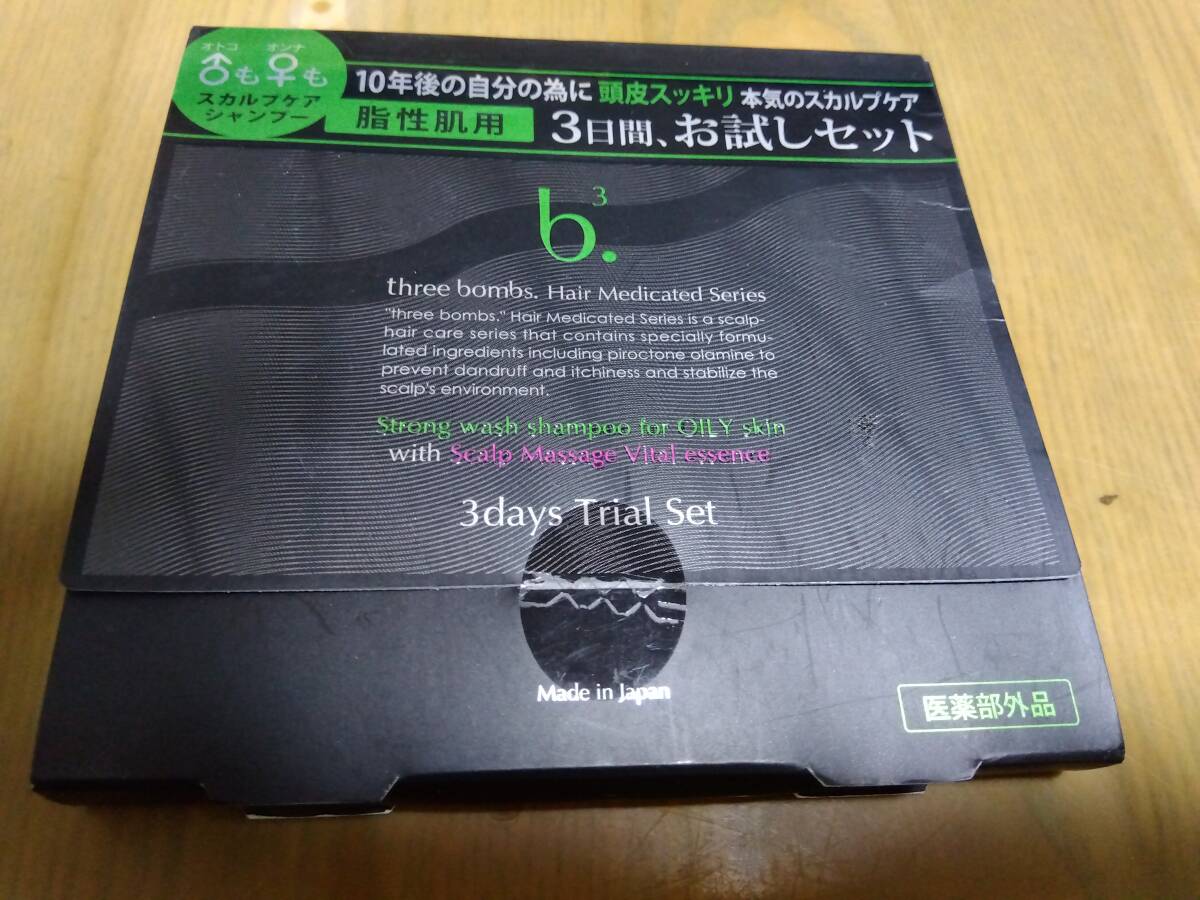 オトコ オンナ
♂も♀も
スカルプケア
シャンプー
10年後の自分の為に 頭皮スッキリ 本気のスカルプケア
脂性肌用
3日間、お試しセット
b.3
three bombs. Hair Medicated Series
"three bombs." Hair Medicated Series is a scalp-
hair care series that contains specially formu-
lated ingredients including piroctone olamine to
prevent dandruff and itchiness and stabilize the
scalp's environment.
Strong wash shampoo for OILY skin
with Scalp Massage Vital essence
3days Trial Set
Made in Japan
医薬部外品